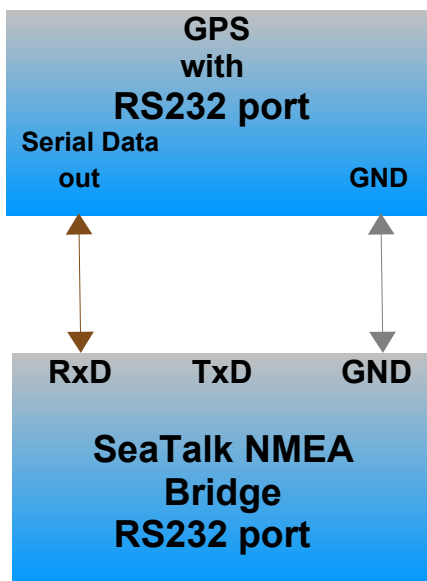 GPS
with
RS232 port
Serial Data
out GND
RxD TxD GND
SeaTalk NMEA
Bridge
RS232 port